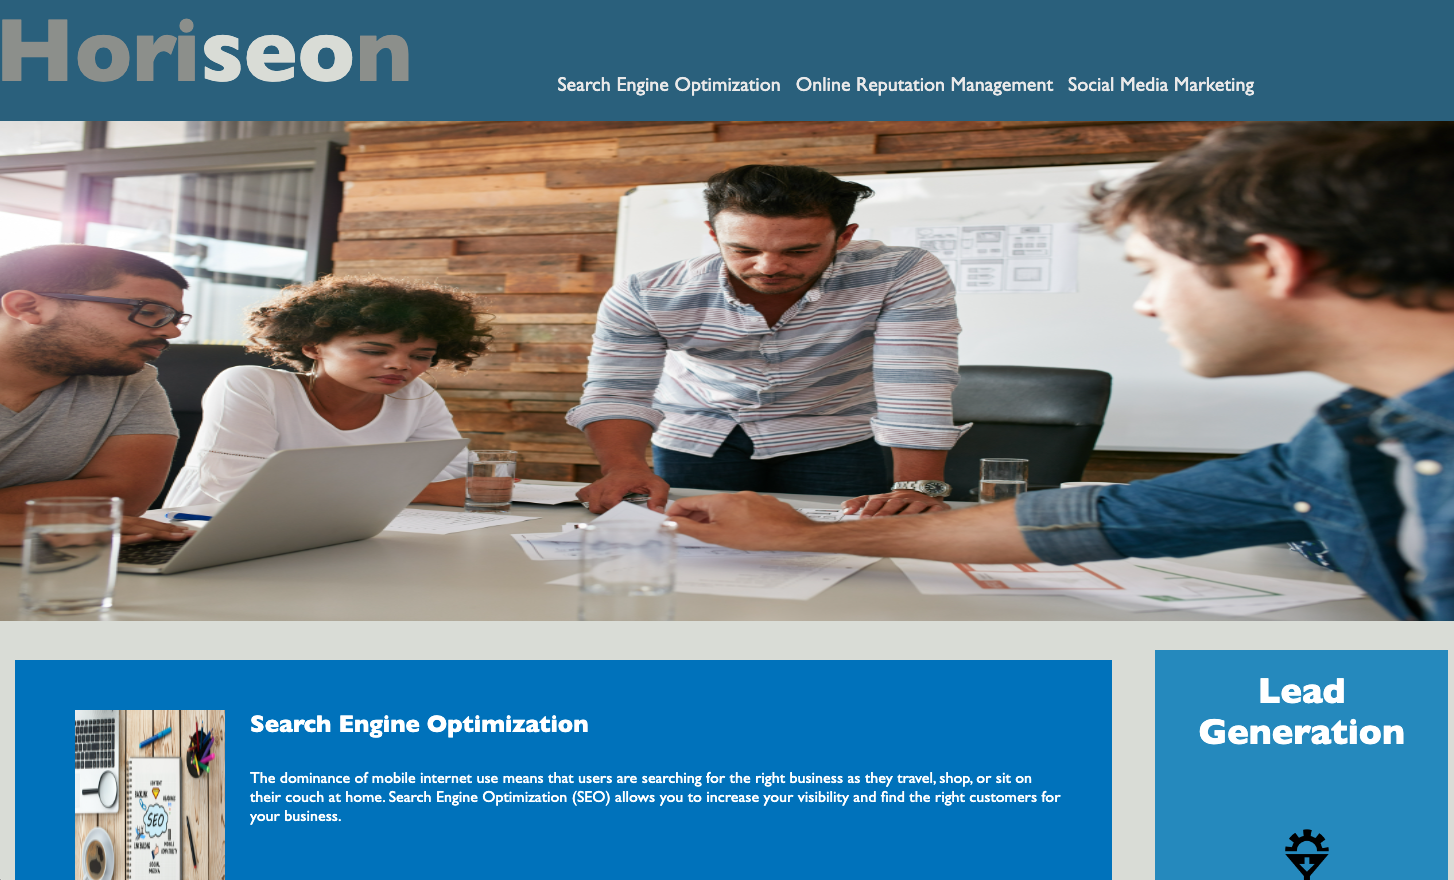 Horiseon
Search Engine Optimization Online Reputation Management Social Media Marketing
Search Engine Optimization
The dominance of mobile internet use means that users are searching for the right business as they travel, shop, or sit on
their couch at home. Search Engine Optimization (SEO) allows you to increase your visibility and find the right customers for
your business.
SEO
Lead
Generation